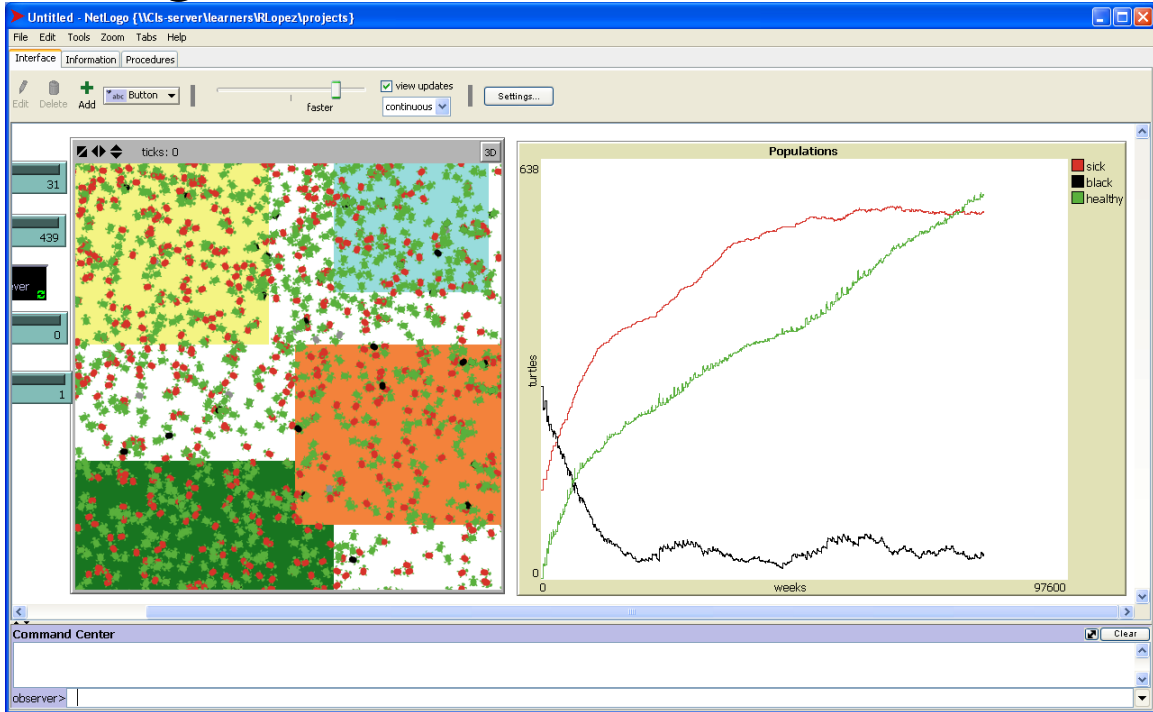 Untitled - NetLogo {\\Cls-server\learners\RLopez\projects}
File Edit Tools Zoom Tabs Help
Interface Information Procedures
Edit Delete Add abc Button faster view updates continuous Settings...
ticks: 0 3D
31
439
ver
0
1
Populations
638
turtles
0
0 weeks 97600
sick
black
healthy
Command Center Clear
observer>